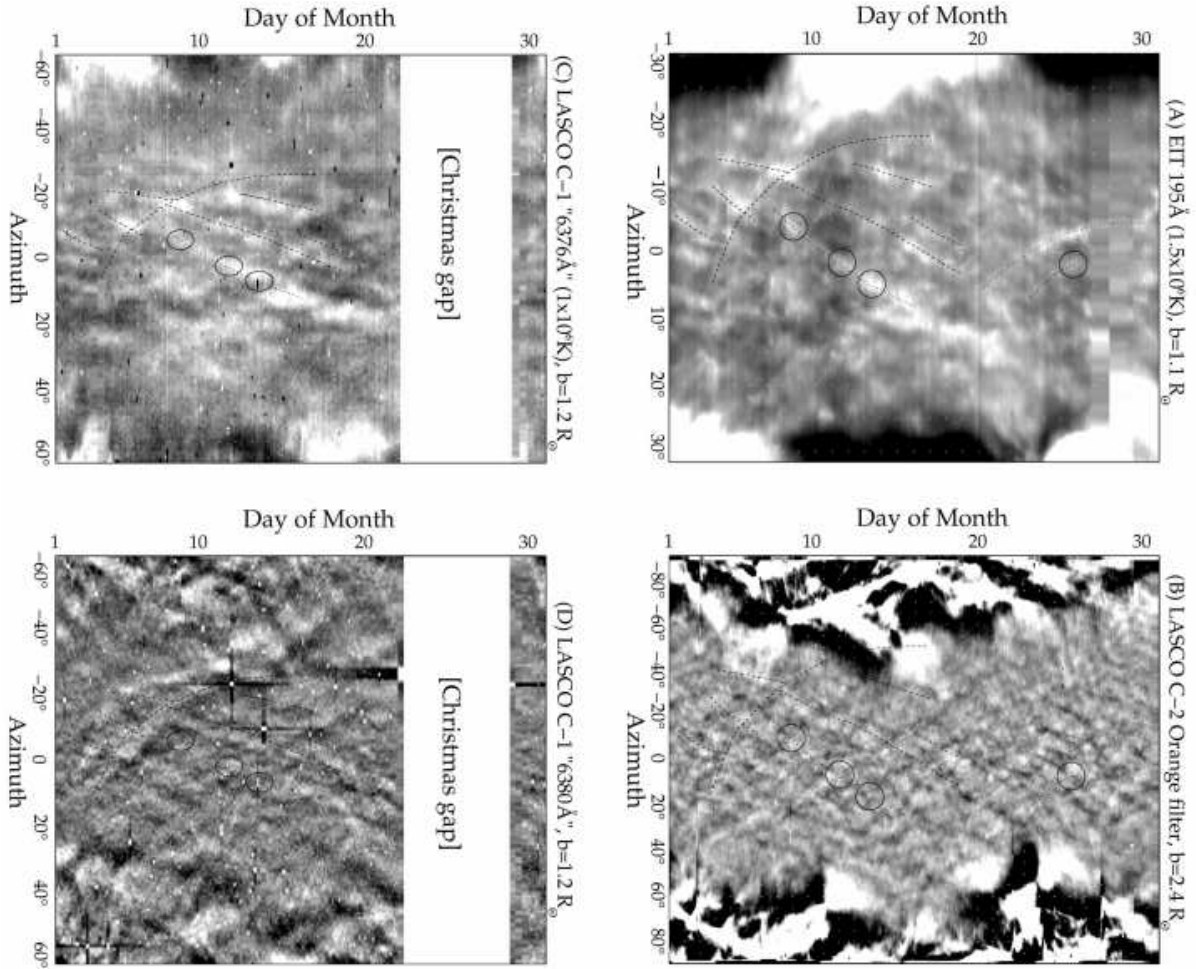 (A) EIT 195Å (1.5x10⁶K), b=1.1 R⊙
Day of Month
1 10 20 30
-30° -20° -10° 0 10° 20° 30°
Azimuth
(B) LASCO C-2 Orange filter, b=2.4 R⊙
Day of Month
1 10 20 30
-80° -60° -40° -20° 0 20° 40° 60° 80°
Azimuth
(C) LASCO C-1 "6376Å" (1x10⁶K), b=1.2 R⊙
Day of Month
1 10 20 30
[Christmas gap]
-60° -40° -20° 0 20° 40° 60°
Azimuth
(D) LASCO C-1 "6380Å", b=1.2 R⊙
Day of Month
1 10 20 30
[Christmas gap]
-60° -40° -20° 0 20° 40° 60°
Azimuth